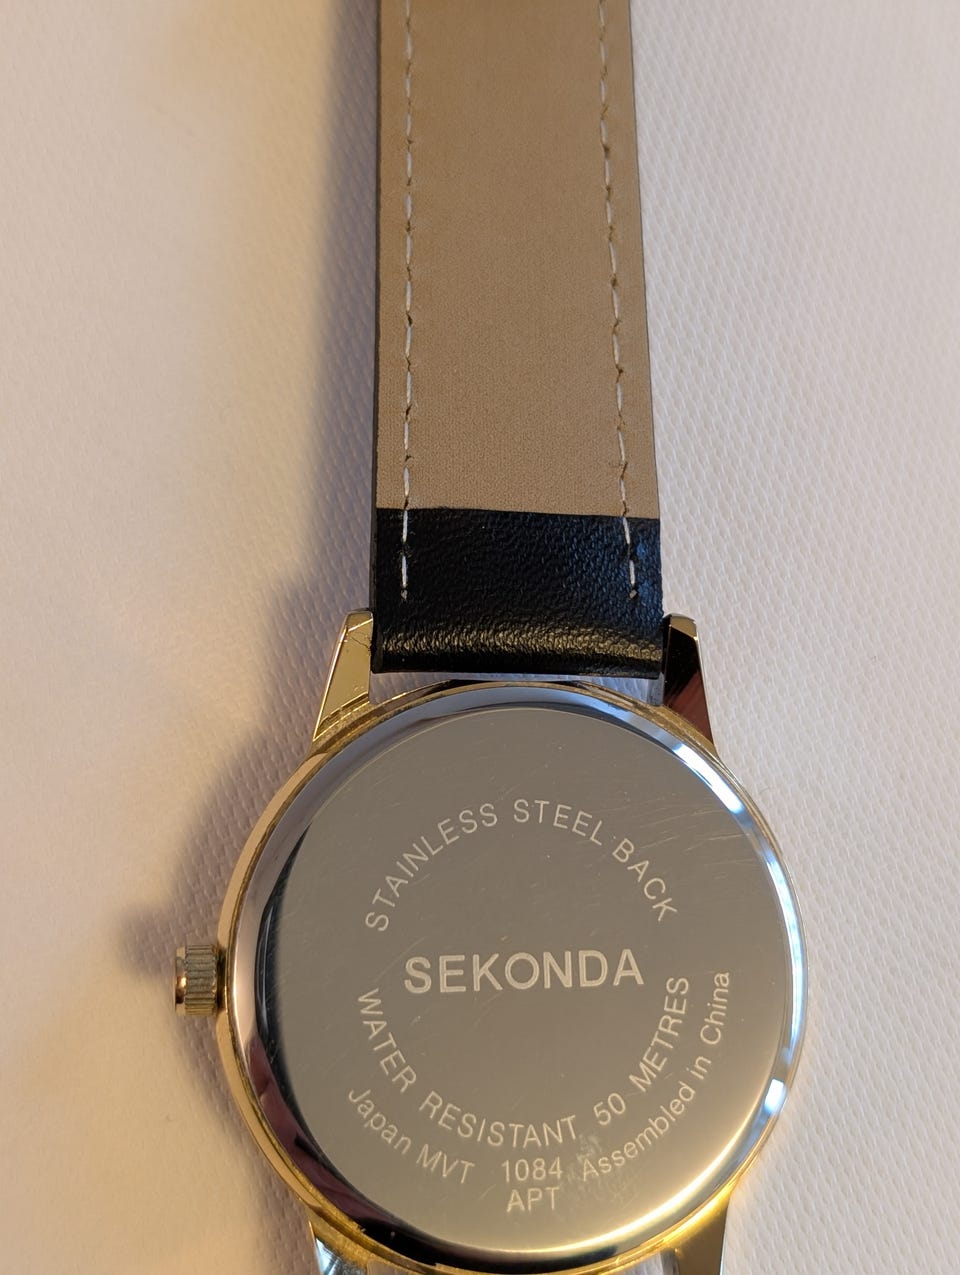 STAINLESS STEEL BACK
SEKONDA
WATER RESISTANT 50 METRES
Japan MVT 1084 Assembled in China
APT